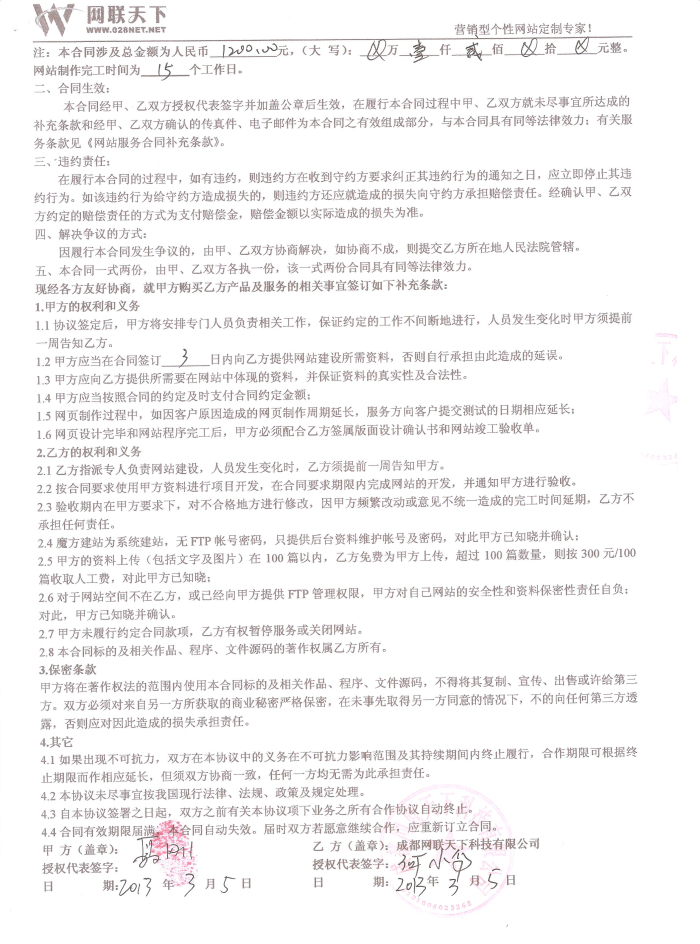 网联天下
WWW.028NET.NET
营销型个性网站定制专家！
注：本合同涉及总金额为人民币 1200.00元，（大 写）： 万 壹 仟 贰 佰 拾 元整。
网站制作完工时间为 15 个工作日。
二、合同生效：
本合同经甲、乙双方授权代表签字并加盖公章后生效，在履行本合同过程中甲、乙双方就未尽事宜所达成的
补充条款和经甲、乙双方确认的传真件、电子邮件为本合同之有效组成部分，与本合同具有同等法律效力；有关服
务条款见《网站服务合同补充条款》。
三、违约责任：
在履行本合同的过程中，如有违约，则违约方在收到守约方要求纠正其违约行为的通知之日，应立即停止其违
约行为。如该违约行为给守约方造成损失的，则违约方还应就造成的损失向守约方承担赔偿责任。经确认甲、乙双
方约定的赔偿责任的方式为支付赔偿金，赔偿金额以实际造成的损失为准。
四、解决争议的方式：
因履行本合同发生争议的，由甲、乙双方协商解决，如协商不成，则提交乙方所在地人民法院管辖。
五、本合同一式两份，由甲、乙双方各执一份，该一式两份合同具有同等法律效力。
现经各方友好协商，就甲方购买乙方产品及服务的相关事宜签订如下补充条款：
1.甲方的权利和义务
1.1 协议签定后，甲方将安排专门人员负责相关工作，保证约定的工作不间断地进行，人员发生变化时甲方须提前
一周告知乙方。
1.2 甲方应当在合同签订 3 日内向乙方提供网站建设所需资料，否则自行承担由此造成的延误。
1.3 甲方应向乙方提供所需要在网站中体现的资料，并保证资料的真实性及合法性。
1.4 甲方应当按照合同的约定及时支付合同约定金额；
1.5 网页制作过程中，如因客户原因造成的网页制作周期延长，服务方向客户提交测试的日期相应延长；
1.6 网页设计完毕和网站程序完工后，甲方必须配合乙方签属版面设计确认书和网站竣工验收单。
2.乙方的权利和义务
2.1 乙方指派专人负责网站建设，人员发生变化时，乙方须提前一周告知甲方。
2.2 按合同要求使用甲方资料进行项目开发，在合同要求期限内完成网站的开发，并通知甲方进行验收。
2.3 验收期内在甲方要求下，对不合格地方进行修改，因甲方频繁改动或意见不统一造成的完工时间延期，乙方不
承担任何责任。
2.4 魔方建站为系统建站，无 FTP 帐号密码，只提供后台资料维护帐号及密码，对此甲方已知晓并确认；
2.5 甲方的资料上传（包括文字及图片）在 100 篇以内，乙方免费为甲方上传，超过 100 篇数量，则按 300 元/100
篇收取人工费，对此甲方已知晓；
2.6 对于网站空间不在乙方，或已经向甲方提供 FTP 管理权限，甲方对自己网站的安全性和资料保密性责任自负；
对此，甲方已知晓并确认。
2.7 甲方未履行约定合同款项，乙方有权暂停服务或关闭网站。
2.8 本合同标的及相关作品、程序、文件源码的著作权属乙方所有。
3.保密条款
甲方将在著作权法的范围内使用本合同标的及相关作品、程序、文件源码，不得将其复制、宣传、出售或许给第三
方。双方必须对来自另一方所获取的商业秘密严格保密，在未事先取得另一方同意的情况下，不的向任何第三方透
露，否则应对因此造成的损失承担责任。
4.其它
4.1 如果出现不可抗力，双方在本协议中的义务在不可抗力影响范围及其持续期间内终止履行，合作期限可根据终
止期限而作相应延长，但须双方协商一致，任何一方均无需为此承担责任。
4.2 本协议未尽事宜按我国现行法律、法规、政策及规定处理。
4.3 自本协议签署之日起，双方之前有关本协议项下业务之所有合作协议自动终止。
4.4 合同有效期限届满，本合同自动失效。届时双方若愿意继续合作，应重新订立合同。
甲 方（盖章）： 乙 方（盖章）：成都网联天下科技有限公司
授权代表签字： 授权代表签字：
日 期：2013 年 3 月 5 日 日 期：2013年 3 月 5 日